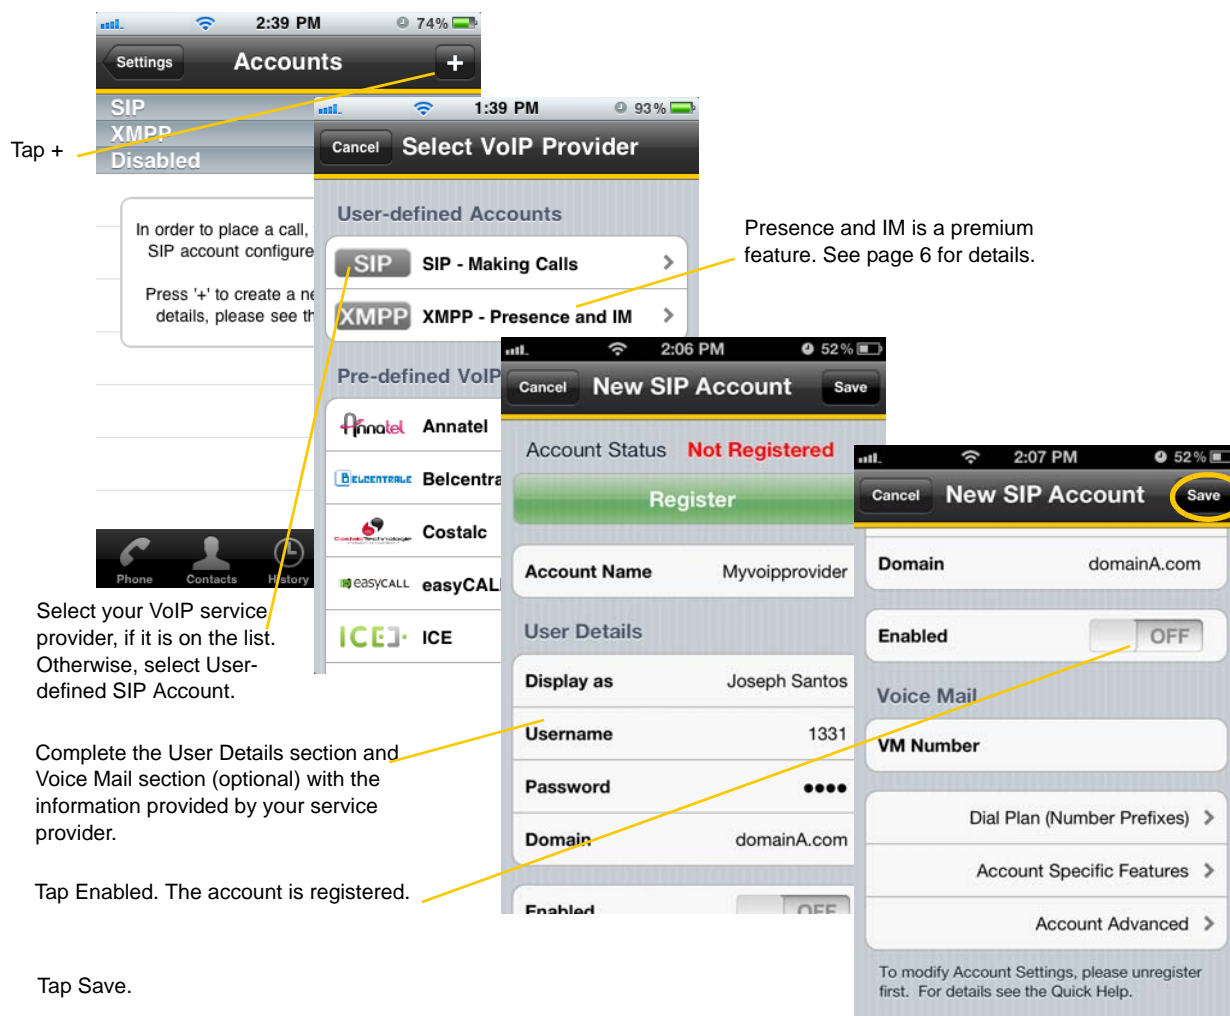 2:39 PM 74%
Settings Accounts +
SIP
XMPP
Disabled
Tap +
In order to place a call,
SIP account configure
Press '+' to create a ne
details, please see th
Phone Contacts History
1:39 PM 93%
Cancel Select VoIP Provider
User-defined Accounts
SIP SIP - Making Calls
XMPP XMPP - Presence and IM
Presence and IM is a premium
feature. See page 6 for details.
Pre-defined VoIP
Annatel Annatel
BELCENTRALE Belcentra
CostalcTechnologie Costalc
easyCALL easyCALL
ICE ICE
Select your VoIP service
provider, if it is on the list.
Otherwise, select User-
defined SIP Account.
2:06 PM 52%
Cancel New SIP Account Save
Account Status Not Registered
Register
Account Name Myvoipprovider
User Details
Display as Joseph Santos
Username 1331
Password ••••
Domain domainA.com
Enabled OFF
Complete the User Details section and
Voice Mail section (optional) with the
information provided by your service
provider.
Tap Enabled. The account is registered.
Tap Save.
2:07 PM 52%
Cancel New SIP Account Save
Domain domainA.com
Enabled OFF
Voice Mail
VM Number
Dial Plan (Number Prefixes)
Account Specific Features
Account Advanced
To modify Account Settings, please unregister
first. For details see the Quick Help.